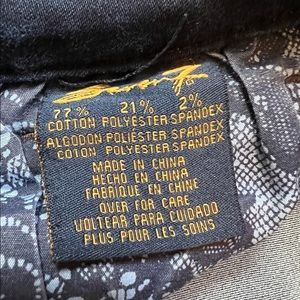 77% 21% 2%
COTTON POLYESTER SPANDEX
ALGODON POLIÉSTER SPANDEX
COTON POLYESTER SPANDEX
MADE IN CHINA
HECHO EN CHINA
FABRIQUE EN CHINE
OVER FOR CARE
VOLTEAR PARA CUIDADO
PLUS POUR LES SOINS